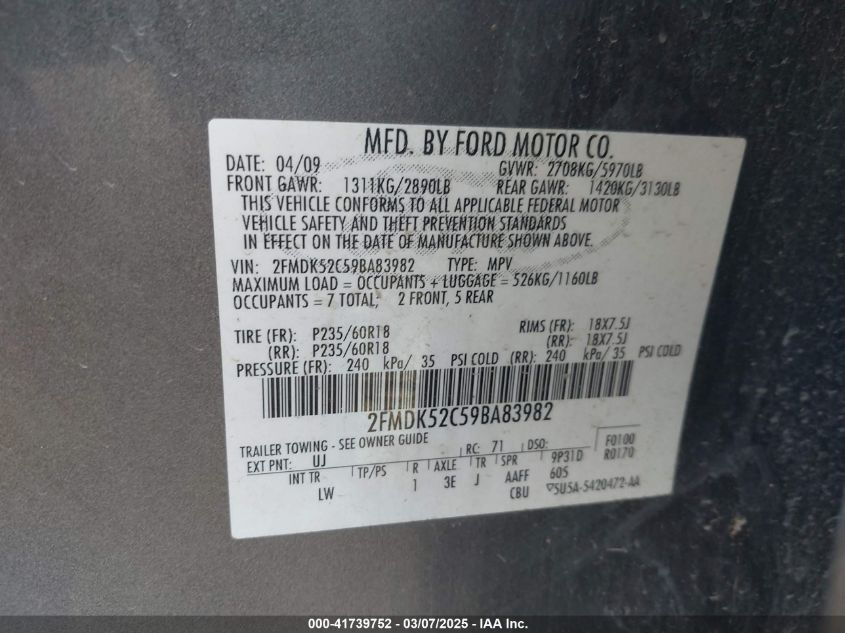 MFD. BY FORD MOTOR CO.
DATE: 04/09 GVWR: 2708KG/5970LB
FRONT GAWR: 1311KG/2890LB REAR GAWR: 1420KG/3130LB
THIS VEHICLE CONFORMS TO ALL APPLICABLE FEDERAL MOTOR
VEHICLE SAFETY AND THEFT PREVENTION STANDARDS
IN EFFECT ON THE DATE OF MANUFACTURE SHOWN ABOVE.
VIN: 2FMDK52C59BA83982 TYPE: MPV
MAXIMUM LOAD = OCCUPANTS + LUGGAGE = 526KG/1160LB
OCCUPANTS = 7 TOTAL; 2 FRONT, 5 REAR
TIRE (FR): P235/60R18 RIMS (FR): 18X7.5J
(RR): P235/60R18 (RR): 18X7.5J
PRESSURE (FR): 240 kPa/ 35 PSI COLD (RR): 240 kPa/ 35 PSI COLD
2FMDK52C59BA83982
TRAILER TOWING - SEE OWNER GUIDE
EXT PNT: UJ RC: 71 DSO: F0100
R0170
INT TR TP/PS R AXLE TR SPR 9P31D
LW 1 3E J AAFF 605
CBU ▽5U5A-5420472-AA
000-41739752 - 03/07/2025 - IAA Inc.